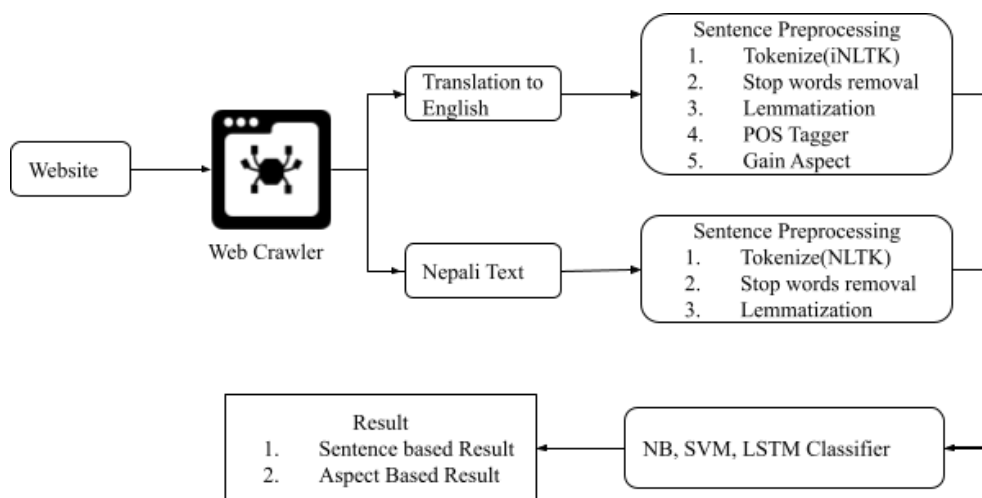 Website
Web Crawler
Translation to
English
Nepali Text
Sentence Preprocessing
1. Tokenize(iNLTK)
2. Stop words removal
3. Lemmatization
4. POS Tagger
5. Gain Aspect
Sentence Preprocessing
1. Tokenize(NLTK)
2. Stop words removal
3. Lemmatization
NB, SVM, LSTM Classifier
Result
1. Sentence based Result
2. Aspect Based Result